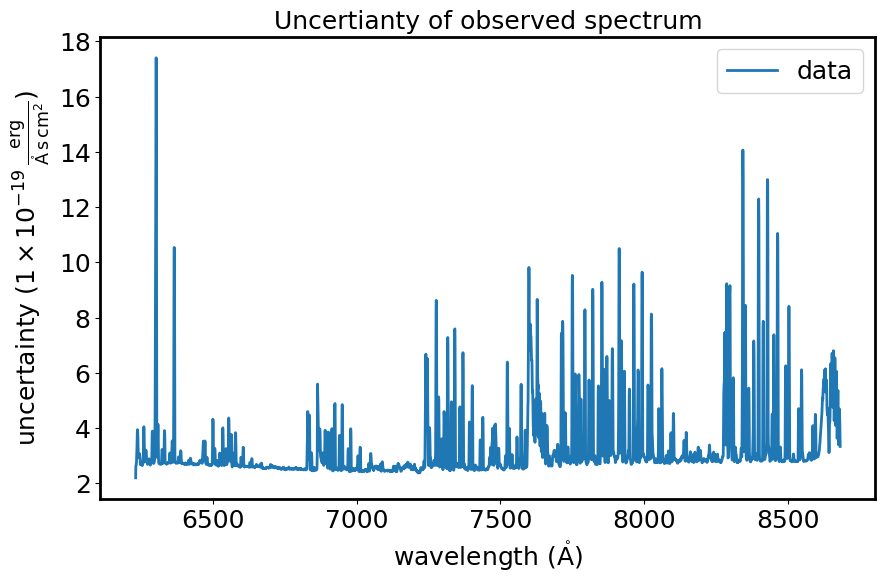 Uncertianty of observed spectrum
data
uncertainty (1 × 10⁻¹⁹ erg / Å s cm²)
18
16
14
12
10
8
6
4
2
6500 7000 7500 8000 8500
wavelength (Å)